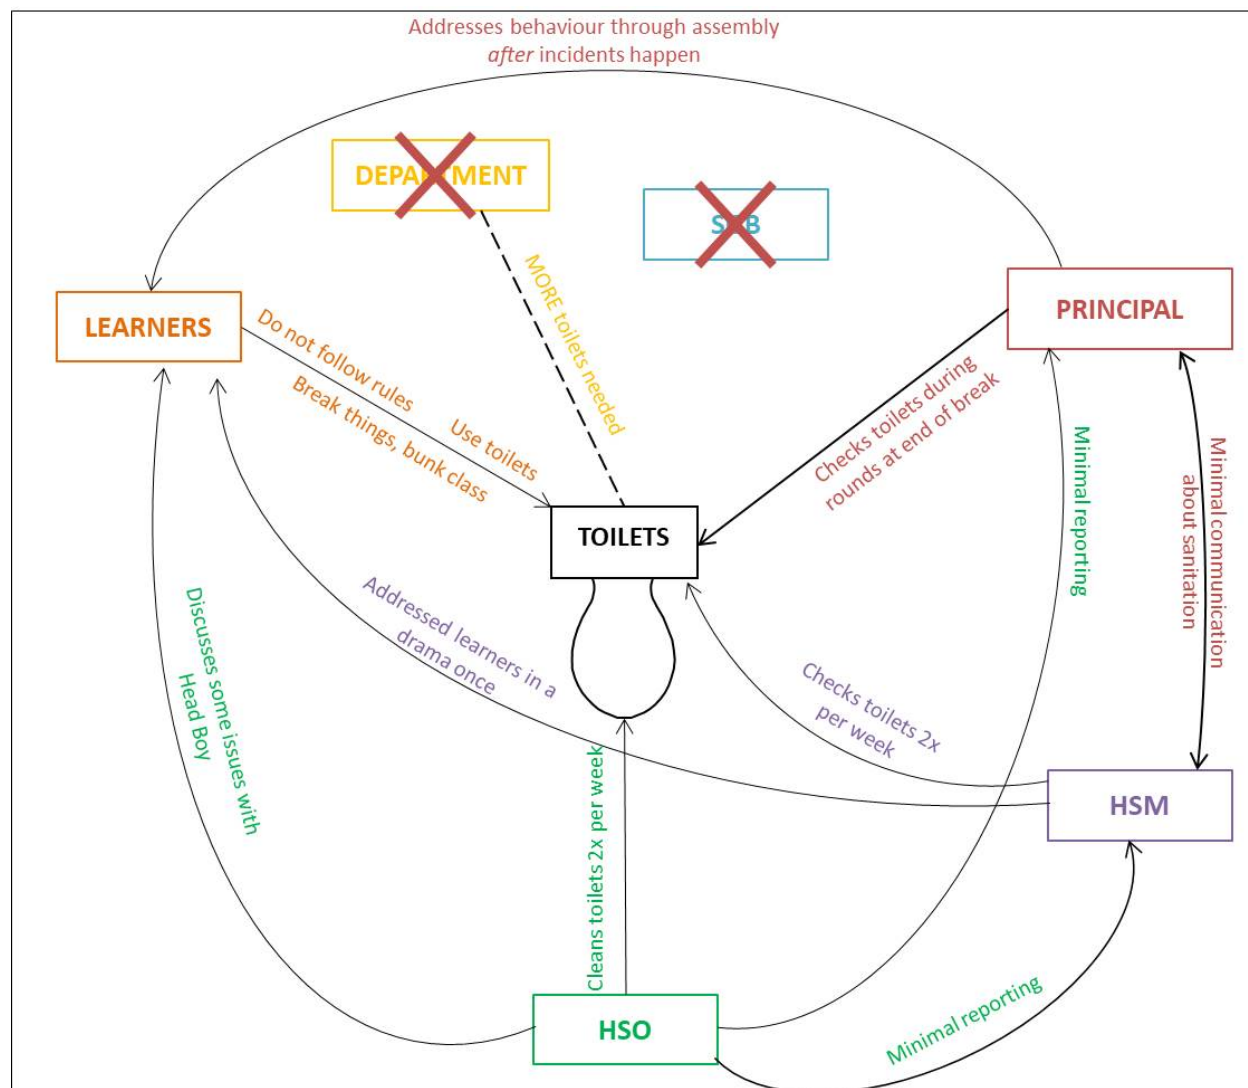 Addresses behaviour through assembly
after incidents happen
DEPARTMENT
PRINCIPAL
LEARNERS
MORE toilets needed
Do not follow rules
Use toilets
Break things, bunk class
Checks toilets during
rounds at end of break
Minimal reporting
Minimal communication
about sanitation
TOILETS
Addressed learners in a
drama once
Discusses some issues with
Head Boy
Checks toilets 2x
per week
Cleans toilets 2x per week
HSM
HSO
Minimal reporting